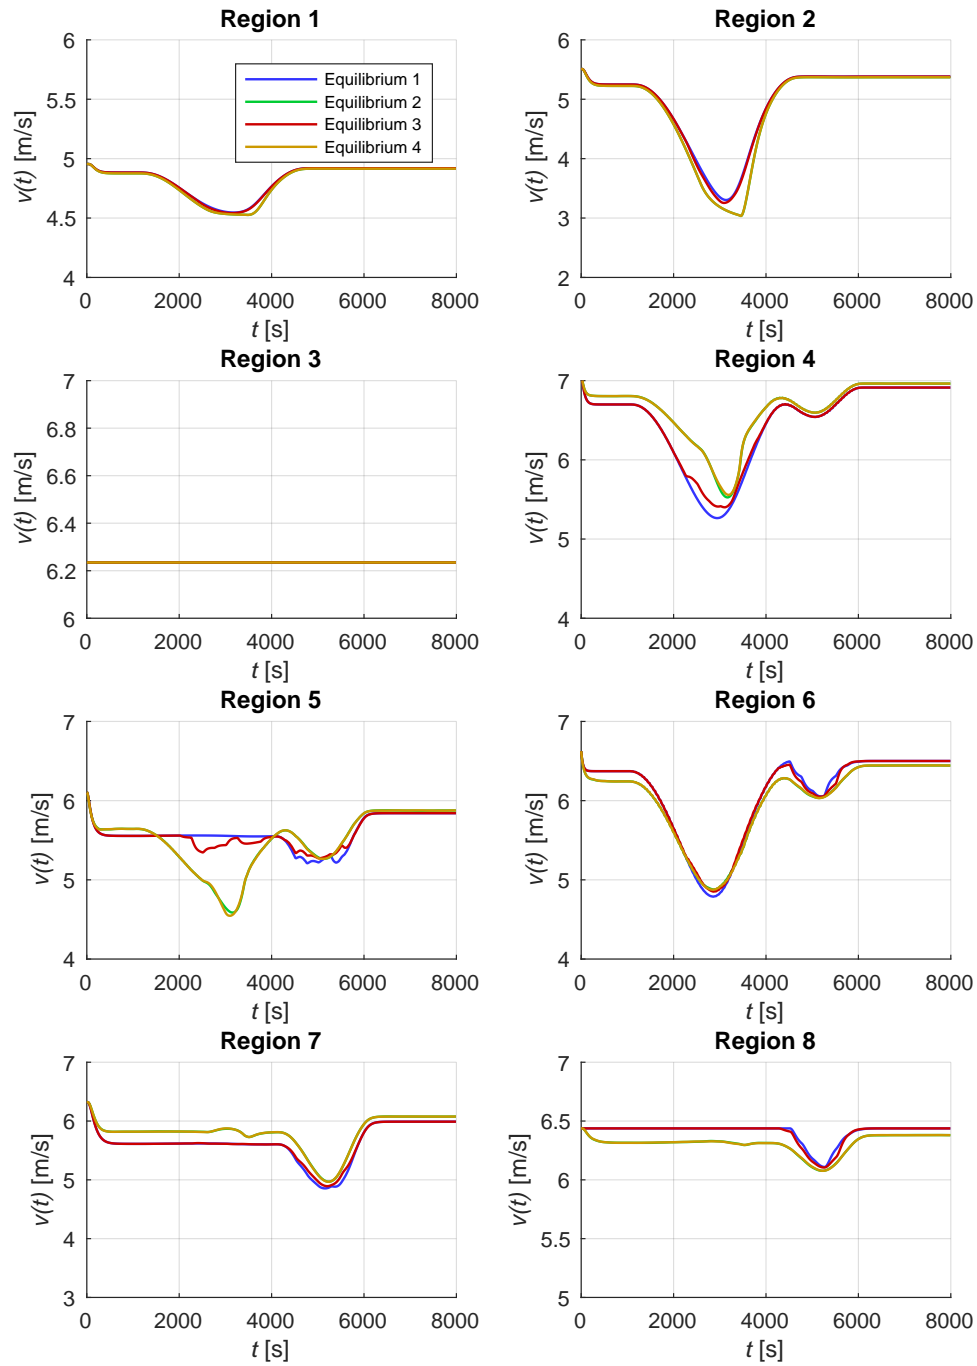 Region 1
6
5.5
5
4.5
4
v(t) [m/s]
0 2000 4000 6000 8000
t [s]
Equilibrium 1
Equilibrium 2
Equilibrium 3
Equilibrium 4
Region 2
6
5
4
3
2
v(t) [m/s]
0 2000 4000 6000 8000
t [s]
Region 3
7
6.8
6.6
6.4
6.2
6
v(t) [m/s]
0 2000 4000 6000 8000
t [s]
Region 4
7
6
5
4
v(t) [m/s]
0 2000 4000 6000 8000
t [s]
Region 5
7
6
5
4
v(t) [m/s]
0 2000 4000 6000 8000
t [s]
Region 6
7
6
5
4
v(t) [m/s]
0 2000 4000 6000 8000
t [s]
Region 7
7
6
5
4
3
v(t) [m/s]
0 2000 4000 6000 8000
t [s]
Region 8
7
6.5
6
5.5
5
v(t) [m/s]
0 2000 4000 6000 8000
t [s]